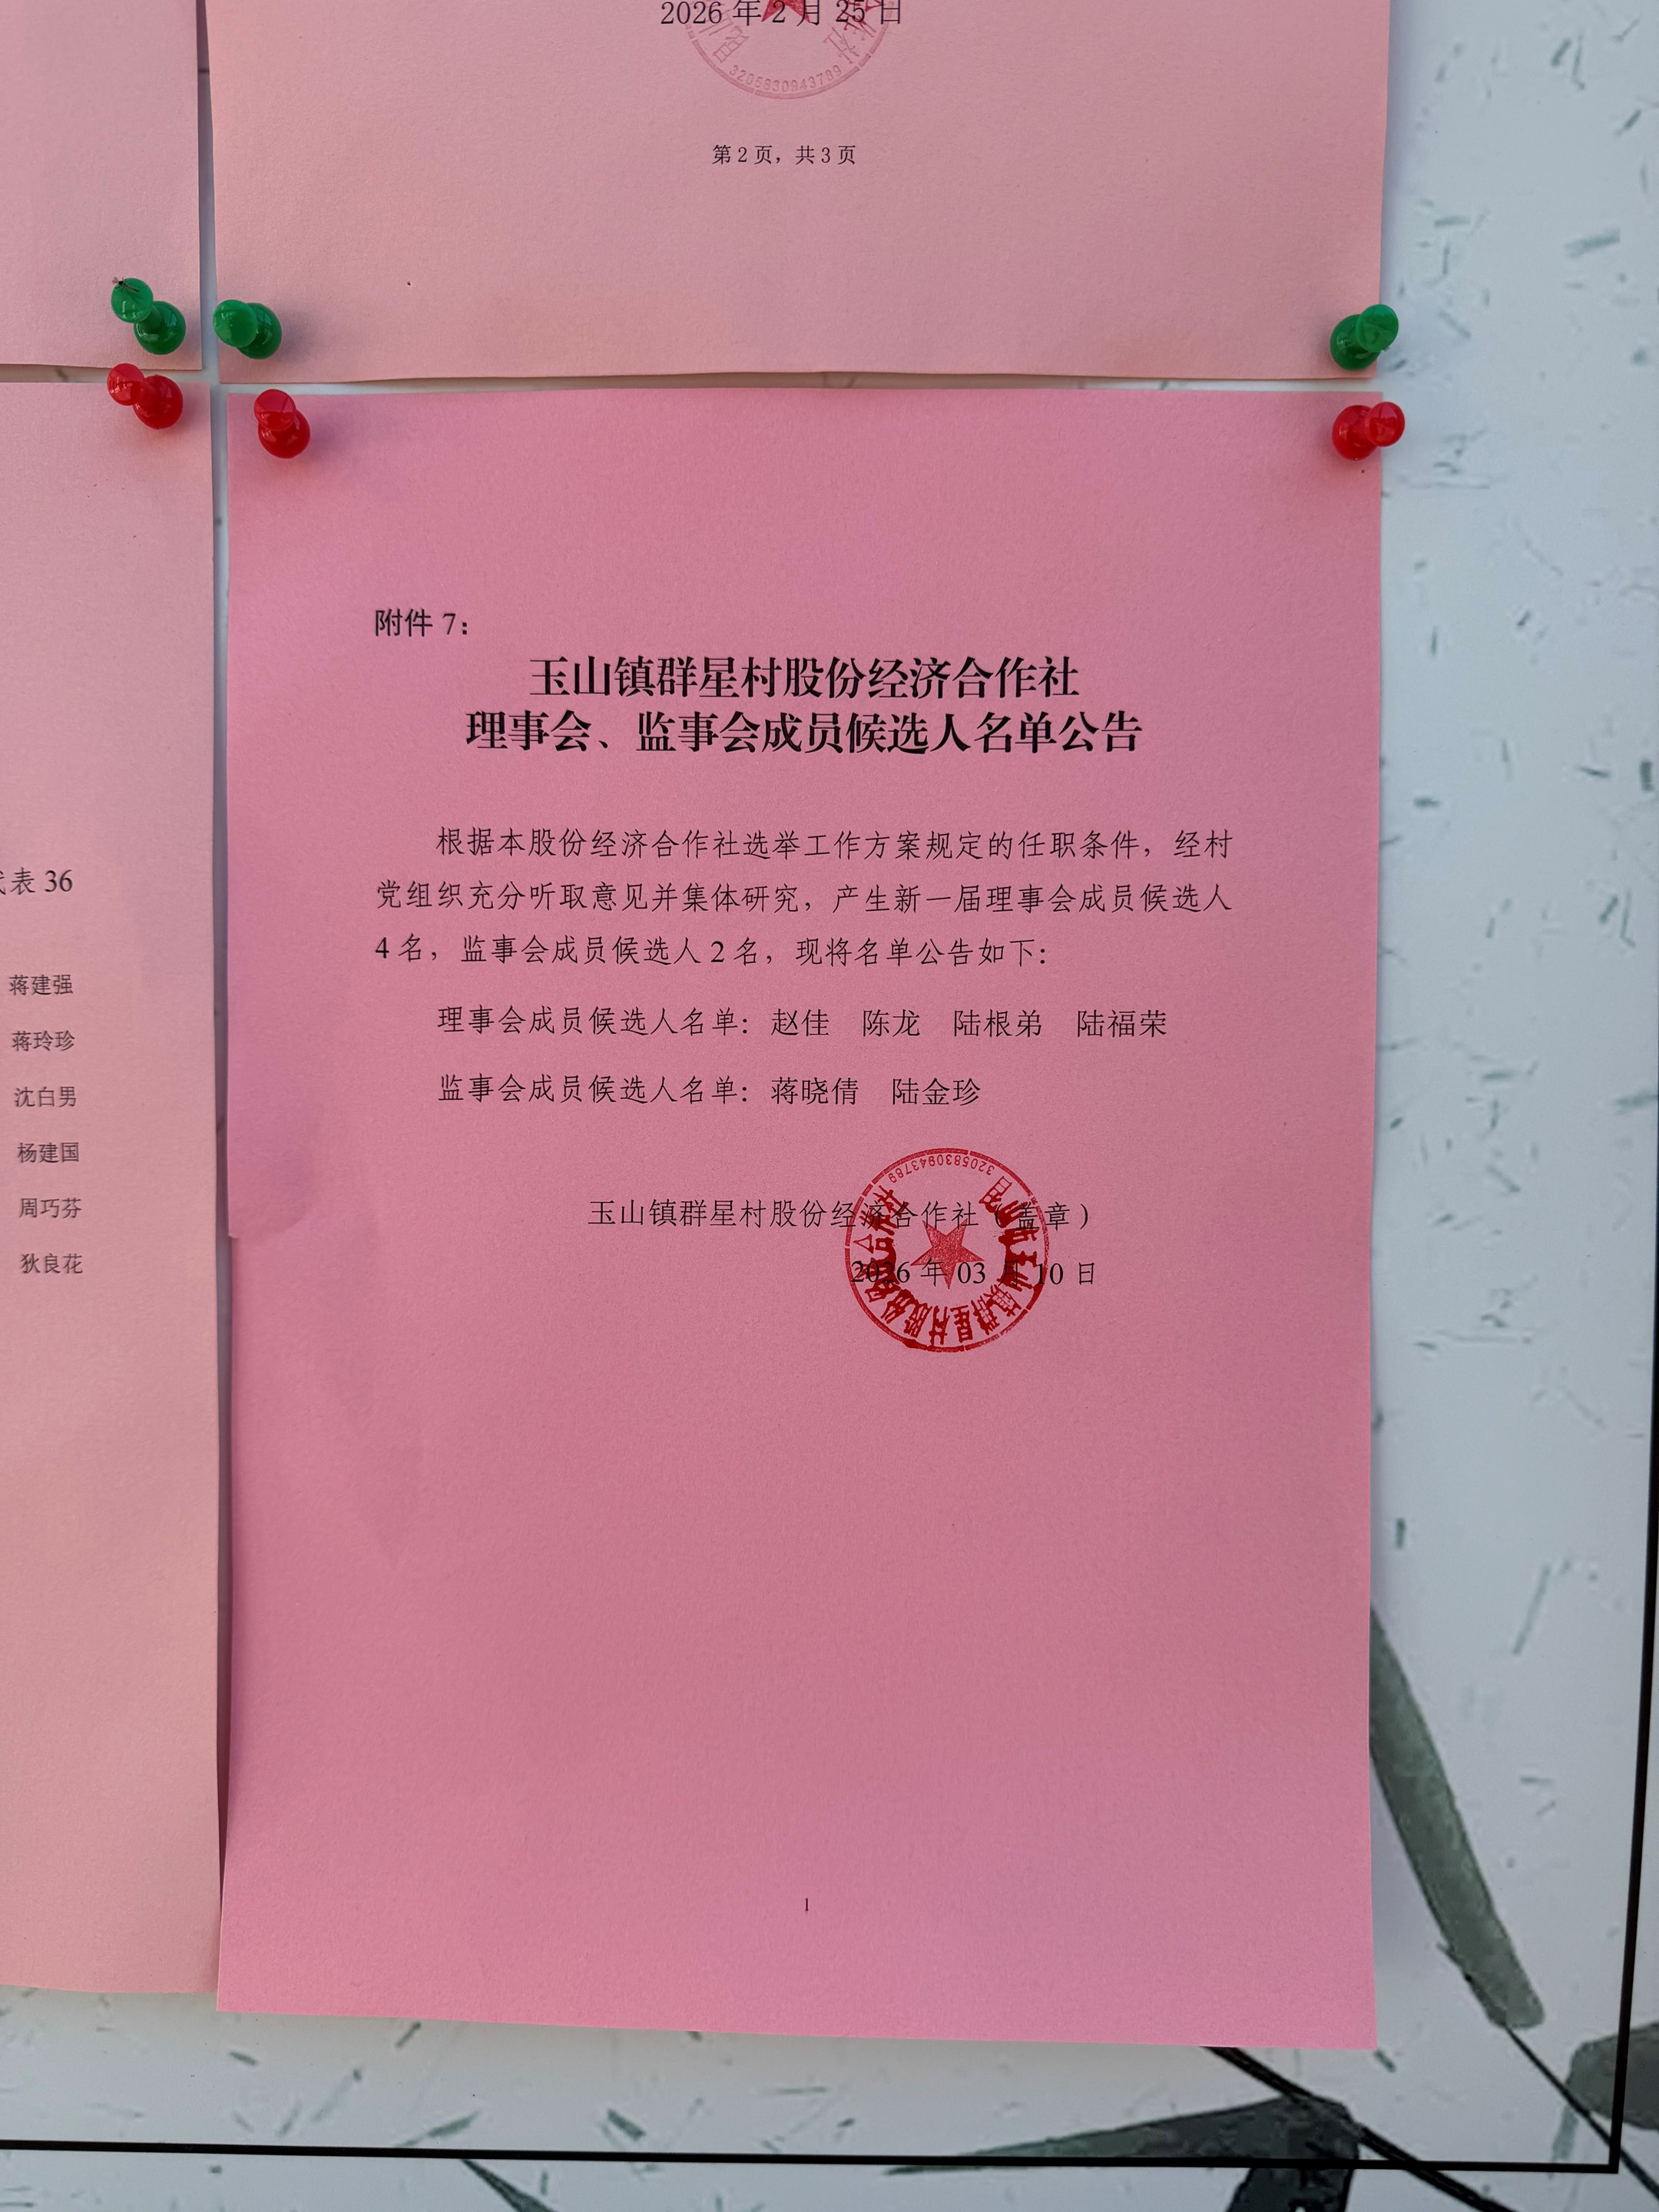 2026 年 2 月 25 日
3205830943789
第 2 页，共 3 页
代表 36
蒋建强
蒋玲珍
沈白男
杨建国
周巧芬
狄良花
附件 7：
玉山镇群星村股份经济合作社
理事会、监事会成员候选人名单公告
根据本股份经济合作社选举工作方案规定的任职条件，经村
党组织充分听取意见并集体研究，产生新一届理事会成员候选人
4 名，监事会成员候选人 2 名，现将名单公告如下：
理事会成员候选人名单：赵佳　陈龙　陆根弟　陆福荣
监事会成员候选人名单：蒋晓倩　陆金珍
玉山镇群星村股份经济合作社（盖章）
2026 年 03 月 10 日
3205830943789
1